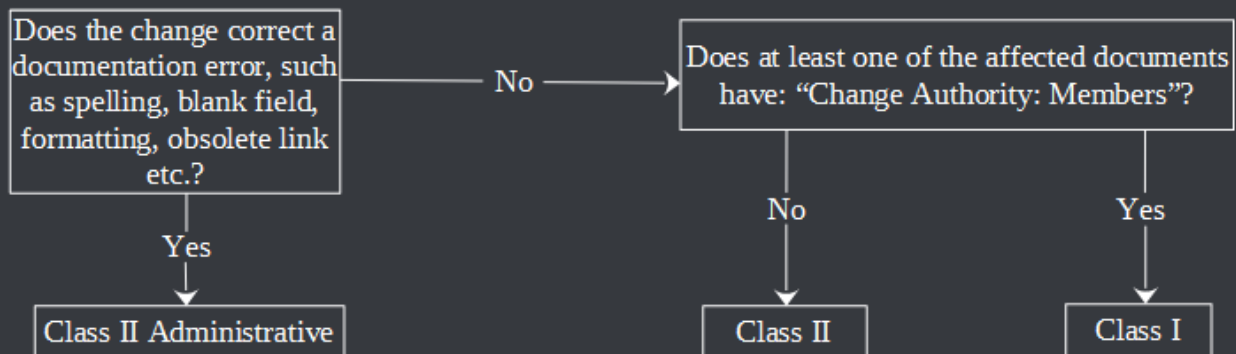 Does the change correct a
documentation error, such
as spelling, blank field,
formatting, obsolete link
etc.?
No
Does at least one of the affected documents
have: “Change Authority: Members”?
Yes
No
Yes
Class II Administrative
Class II
Class I